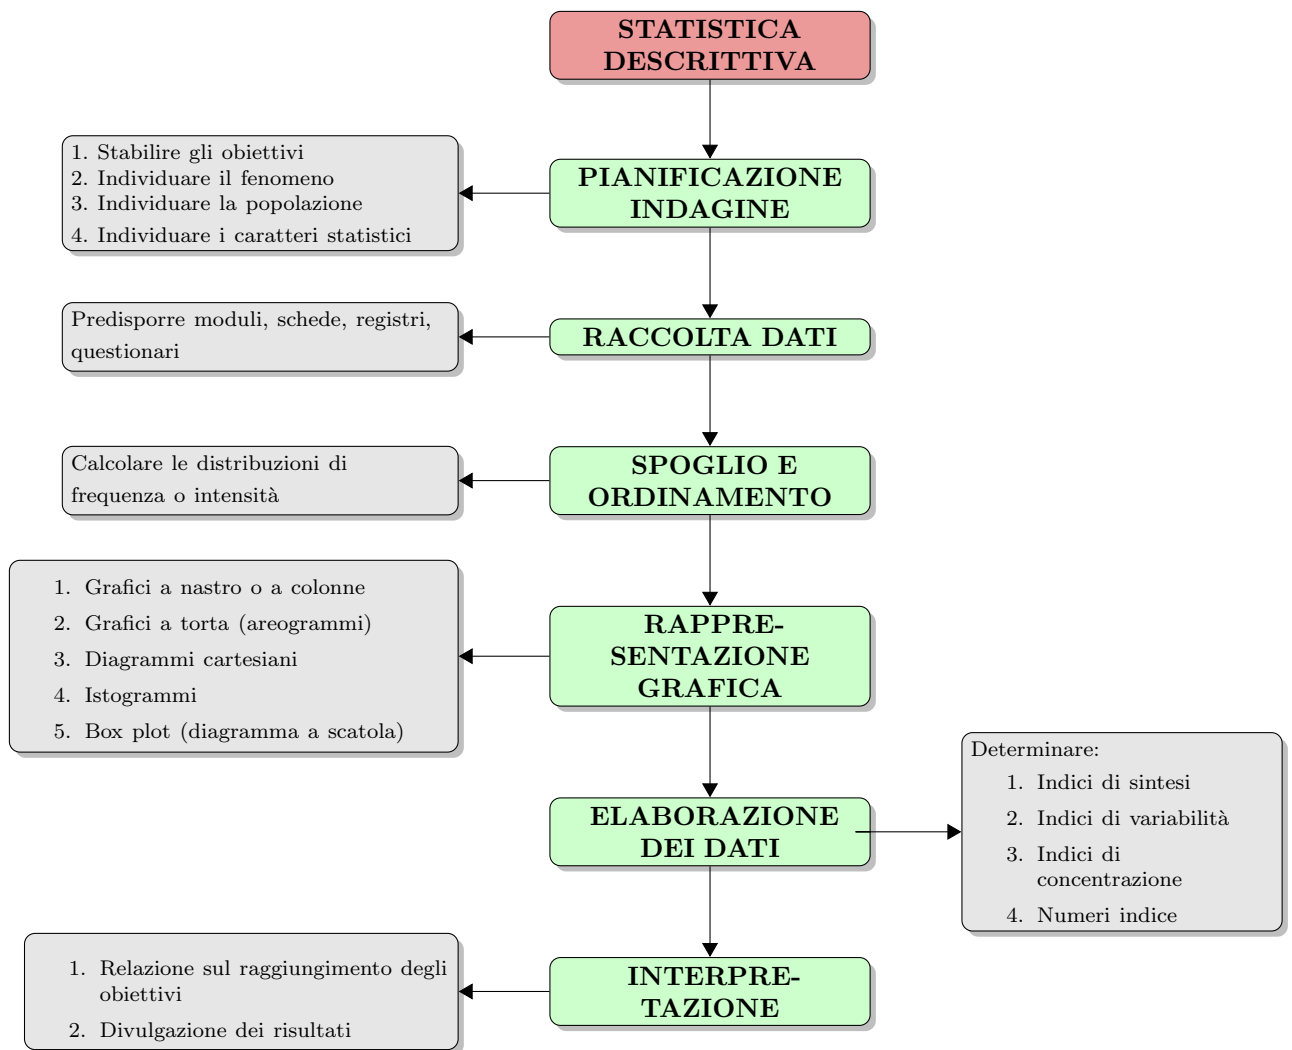 STATISTICA
DESCRITTIVA
PIANIFICAZIONE
INDAGINE
1. Stabilire gli obiettivi
2. Individuare il fenomeno
3. Individuare la popolazione
4. Individuare i caratteri statistici
RACCOLTA DATI
Predisporre moduli, schede, registri,
questionari
SPOGLIO E
ORDINAMENTO
Calcolare le distribuzioni di
frequenza o intensità
RAPPRE-
SENTAZIONE
GRAFICA
1. Grafici a nastro o a colonne
2. Grafici a torta (areogrammi)
3. Diagrammi cartesiani
4. Istogrammi
5. Box plot (diagramma a scatola)
ELABORAZIONE
DEI DATI
Determinare:
1. Indici di sintesi
2. Indici di variabilità
3. Indici di
concentrazione
4. Numeri indice
INTERPRE-
TAZIONE
1. Relazione sul raggiungimento degli
obiettivi
2. Divulgazione dei risultati